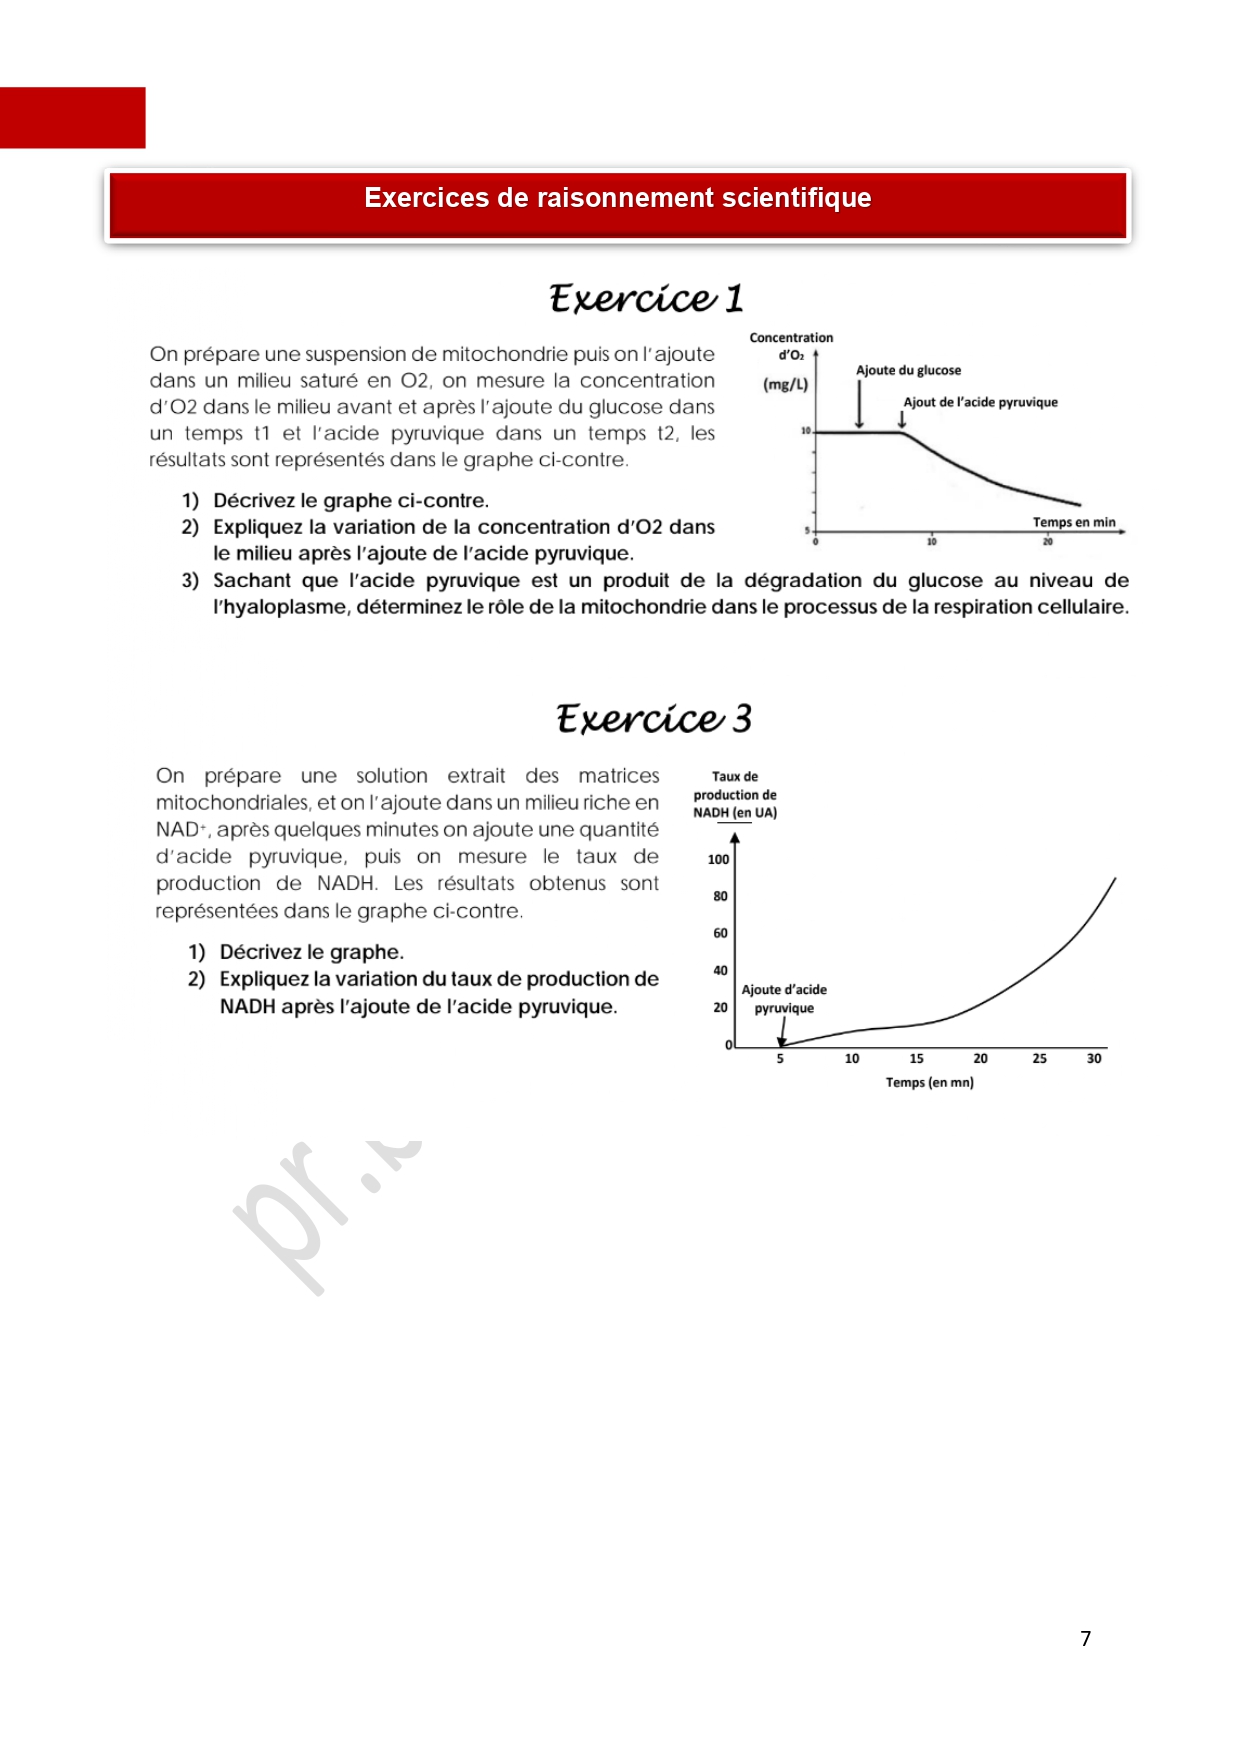 Exercices de raisonnement scientifique
Exercice 1
On prépare une suspension de mitochondrie puis on l'ajoute
dans un milieu saturé en O2, on mesure la concentration
d'O2 dans le milieu avant et après l'ajoute du glucose dans
un temps t1 et l'acide pyruvique dans un temps t2, les
résultats sont représentés dans le graphe ci-contre.
1) Décrivez le graphe ci-contre.
2) Expliquez la variation de la concentration d'O2 dans
le milieu après l'ajoute de l'acide pyruvique.
3) Sachant que l'acide pyruvique est un produit de la dégradation du glucose au niveau de
l'hyaloplasme, déterminez le rôle de la mitochondrie dans le processus de la respiration cellulaire.
Concentration
d'O₂
(mg/L)
Ajoute du glucose
Ajout de l'acide pyruvique
10
5
Temps en min
0 10 20
Exercice 3
On prépare une solution extrait des matrices
mitochondriales, et on l'ajoute dans un milieu riche en
NAD⁺, après quelques minutes on ajoute une quantité
d'acide pyruvique, puis on mesure le taux de
production de NADH. Les résultats obtenus sont
représentées dans le graphe ci-contre.
1) Décrivez le graphe.
2) Expliquez la variation du taux de production de
NADH après l'ajoute de l'acide pyruvique.
Taux de
production de
NADH (en UA)
100
80
60
40
20
0
Ajoute d'acide
pyruvique
5 10 15 20 25 30
Temps (en mn)
pr.
7